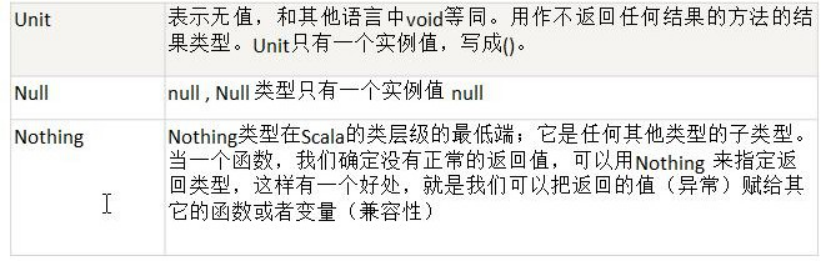 Unit
表示无值，和其他语言中void等同。用作不返回任何结果的方法的结
果类型。Unit只有一个实例值，写成()。
Null
null , Null 类型只有一个实例值 null
Nothing
Nothing类型在Scala的类层级的最低端；它是任何其他类型的子类型。
当一个函数，我们确定没有正常的返回值，可以用Nothing 来指定返
回类型，这样有一个好处，就是我们可以把返回的值（异常）赋给其
它的函数或者变量（兼容性）